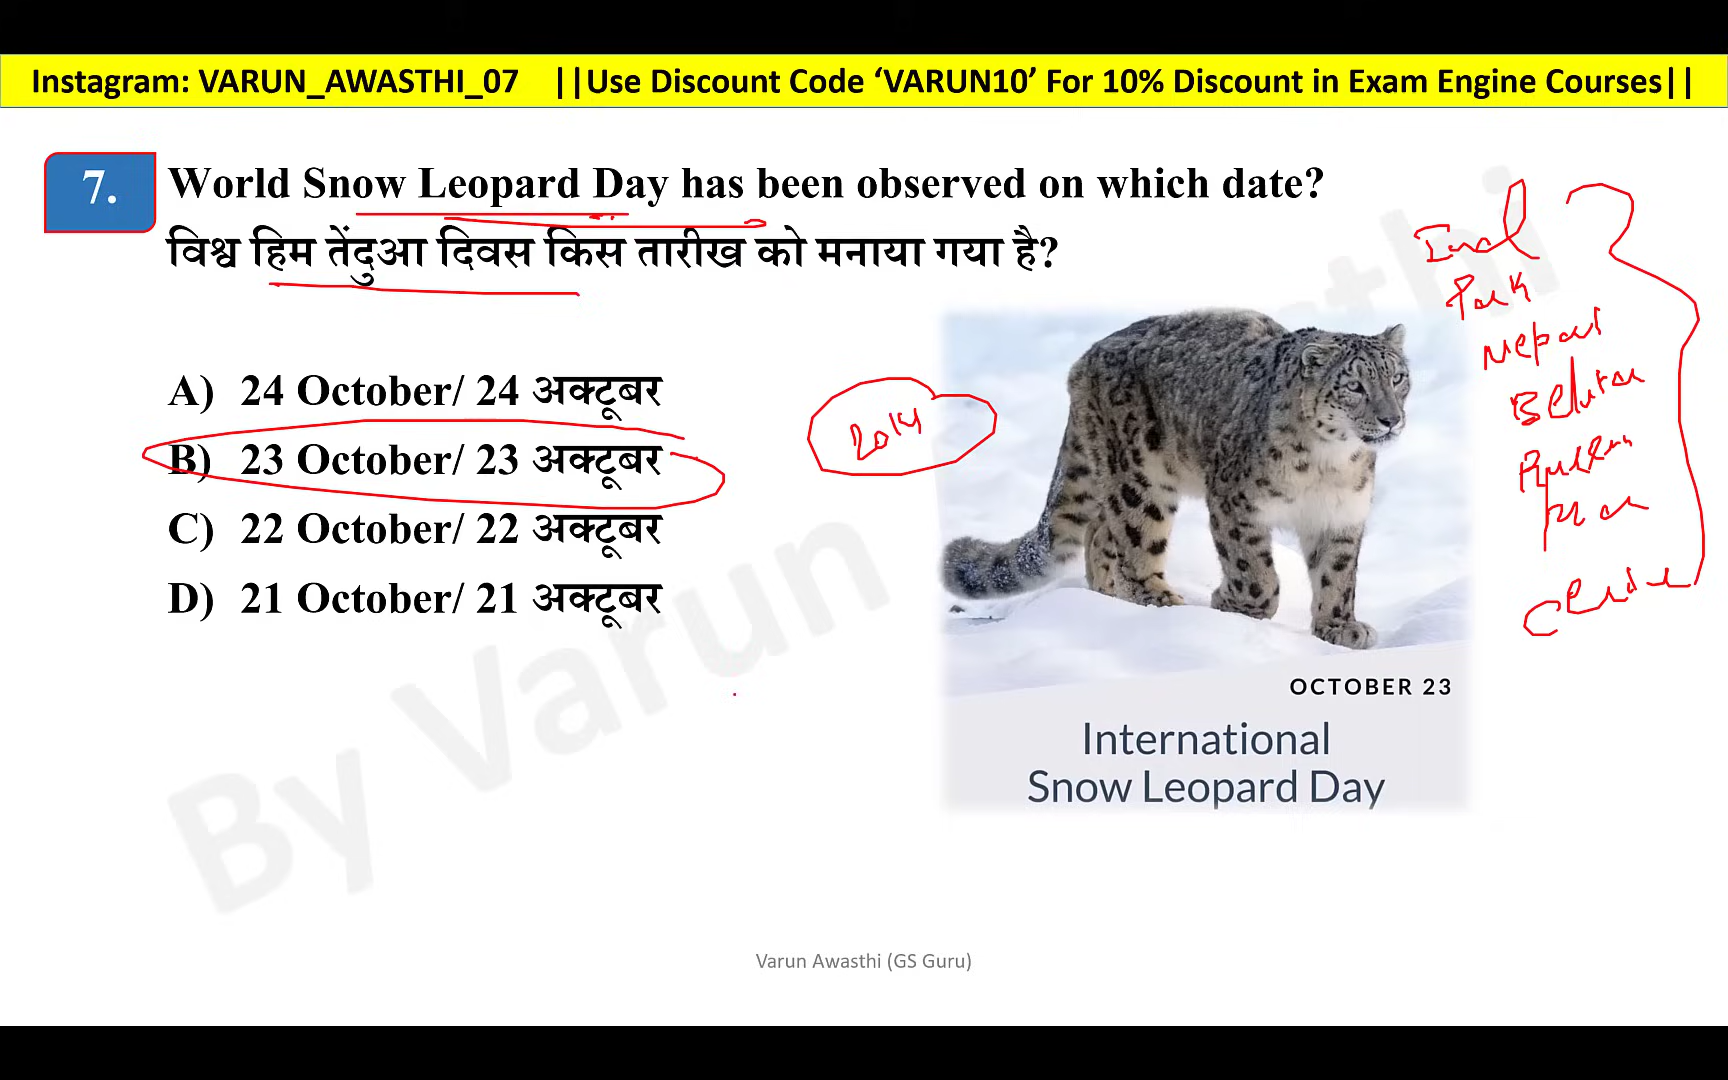 Instagram: VARUN_AWASTHI_07 ||Use Discount Code ‘VARUN10’ For 10% Discount in Exam Engine Courses||
7. World Snow Leopard Day has been observed on which date?
विश्व हिम तेंदुआ दिवस किस तारीख को मनाया गया है?
A) 24 October/ 24 अक्टूबर
B) 23 October/ 23 अक्टूबर
C) 22 October/ 22 अक्टूबर
D) 21 October/ 21 अक्टूबर
2014
Ind
Pak
Nepal
OCTOBER 23
International
Snow Leopard Day
By Varun
Varun Awasthi (GS Guru)